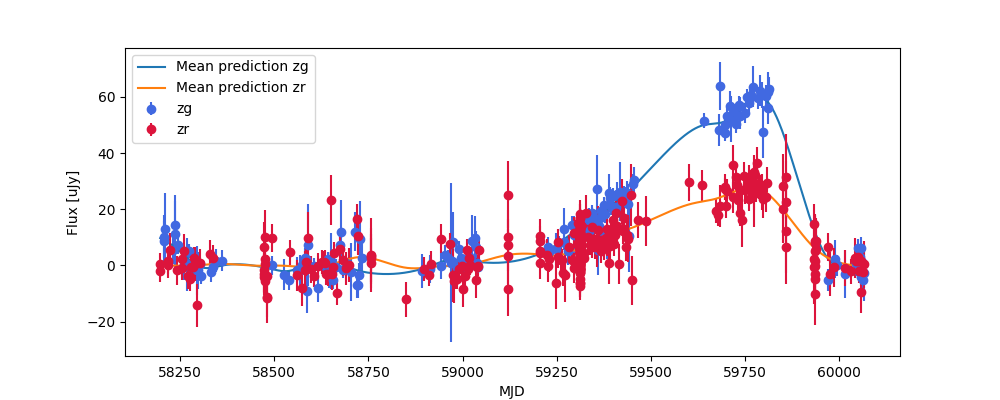 Mean prediction zg
Mean prediction zr
zg
zr
Flux [uJy]
60
40
20
0
−20
58250 58500 58750 59000 59250 59500 59750 60000
MJD